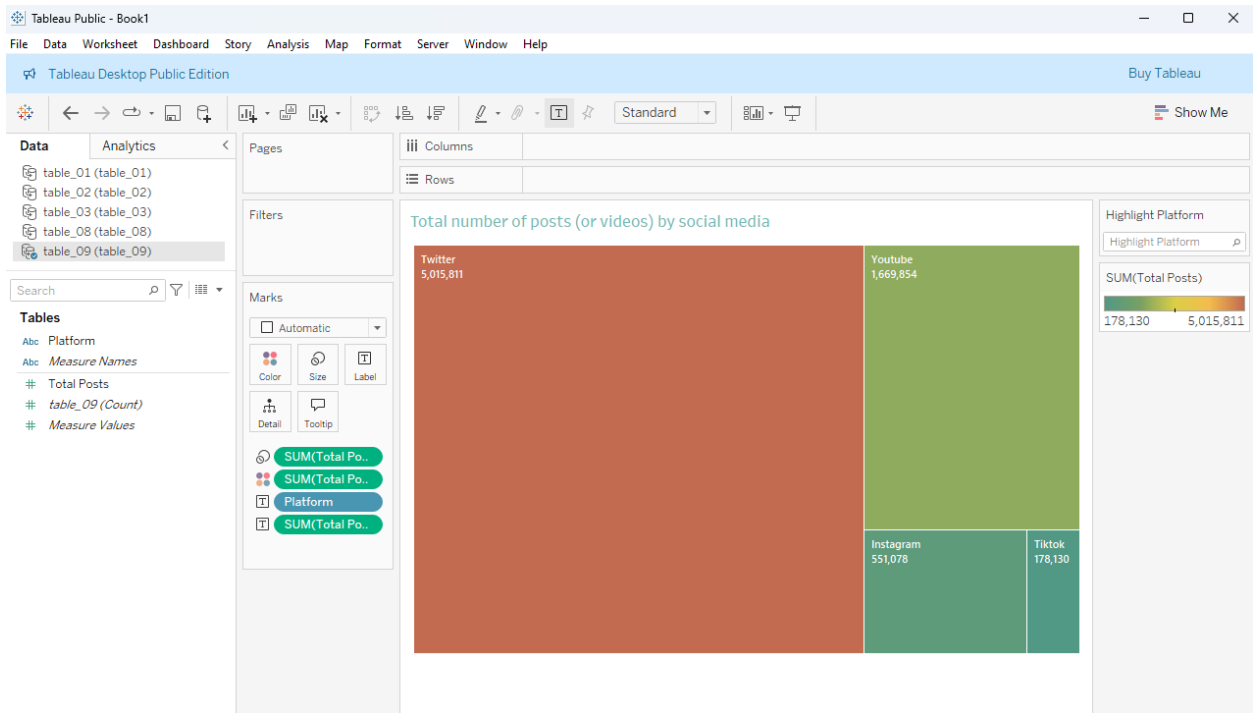 Tableau Public - Book1
File Data Worksheet Dashboard Story Analysis Map Format Server Window Help
Tableau Desktop Public Edition
Buy Tableau
Standard
Show Me
Data
Analytics
table_01 (table_01)
table_02 (table_02)
table_03 (table_03)
table_08 (table_08)
table_09 (table_09)
Search
Tables
Abc Platform
Abc Measure Names
# Total Posts
# table_09 (Count)
# Measure Values
Pages
Filters
Marks
Automatic
Color Size Label
Detail Tooltip
SUM(Total Po..
SUM(Total Po..
Platform
SUM(Total Po..
Columns
Rows
Total number of posts (or videos) by social media
Twitter
5,015,811
Youtube
1,669,854
Instagram
551,078
Tiktok
178,130
Highlight Platform
Highlight Platform
SUM(Total Posts)
178,130 5,015,811